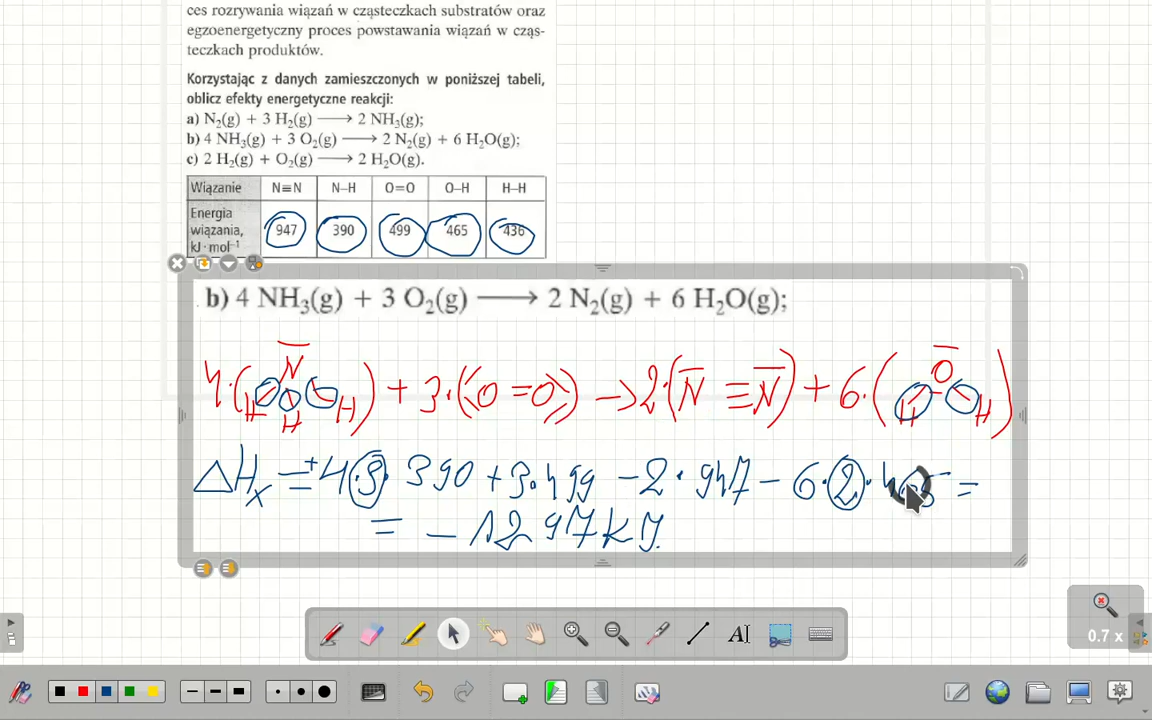 ces rozrywania wiązań w cząsteczkach substratów oraz
egzoenergetyczny proces powstawania wiązań w czą-
steczkach produktów.
Korzystając z danych zamieszczonych w poniższej tabeli,
oblicz efekty energetyczne reakcji:
a) N₂(g) + 3 H₂(g) ⟶ 2 NH₃(g);
b) 4 NH₃(g) + 3 O₂(g) ⟶ 2 N₂(g) + 6 H₂O(g);
c) 2 H₂(g) + O₂(g) ⟶ 2 H₂O(g).
Wiązanie N≡N N–H O=O O–H H–H
Energia wiązania, kJ · mol⁻¹ 947 390 499 465 436
b) 4 NH₃(g) + 3 O₂(g) ⟶ 2 N₂(g) + 6 H₂O(g);
4·(N H H H) + 3·(O=O) → 2·(N≡N) + 6·(O H H)
ΔHₓ = +4·3·390 + 3·499 – 2·947 – 6·2·465 =
= – 1297 kJ.
0.7 x